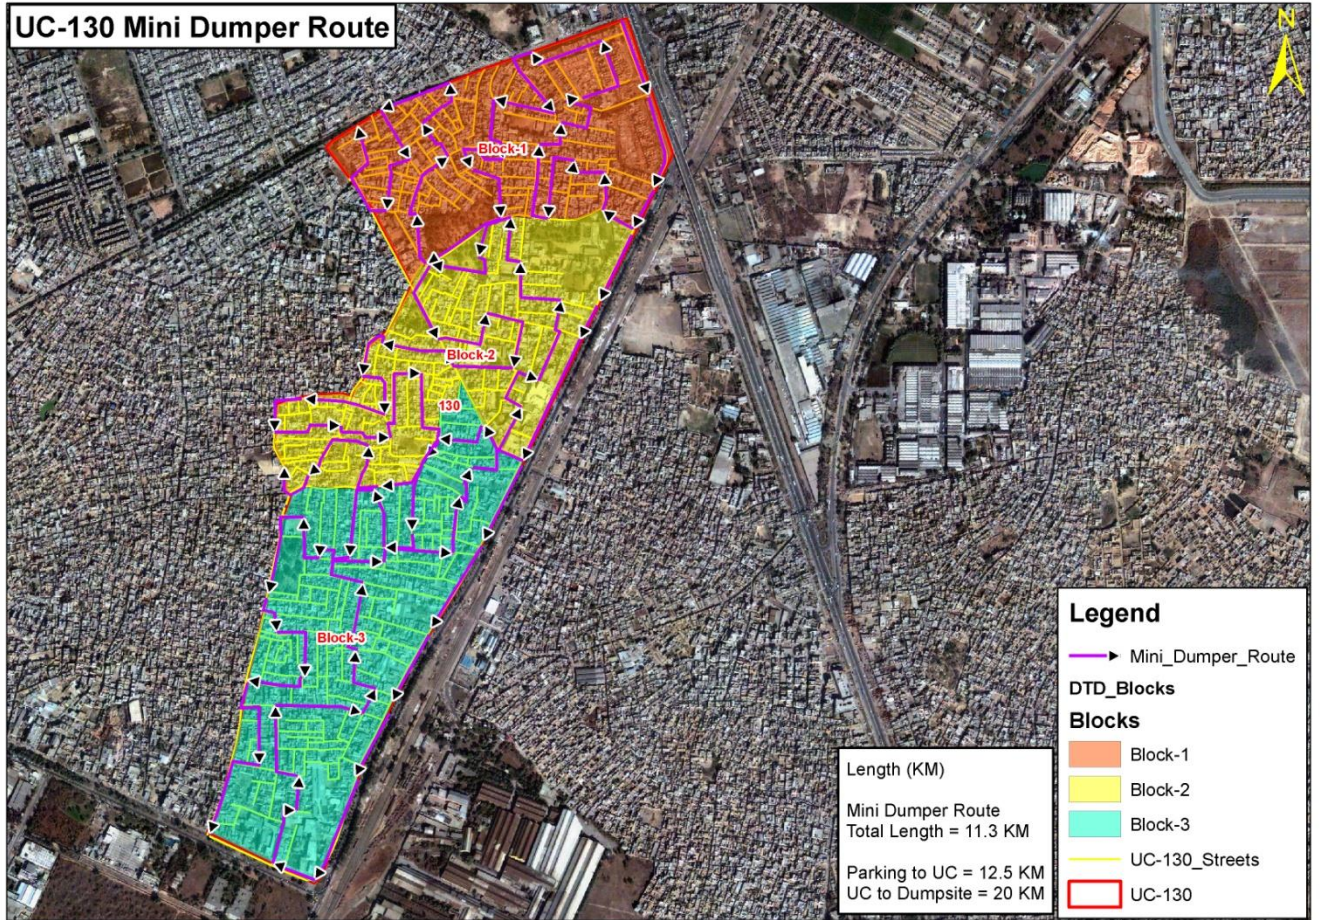 UC-130 Mini Dumper Route
N
Block-1
Block-2
130
Block-3
Legend
Mini_Dumper_Route
DTD_Blocks
Blocks
Block-1
Block-2
Block-3
UC-130_Streets
UC-130
Length (KM)
Mini Dumper Route
Total Length = 11.3 KM
Parking to UC = 12.5 KM
UC to Dumpsite = 20 KM